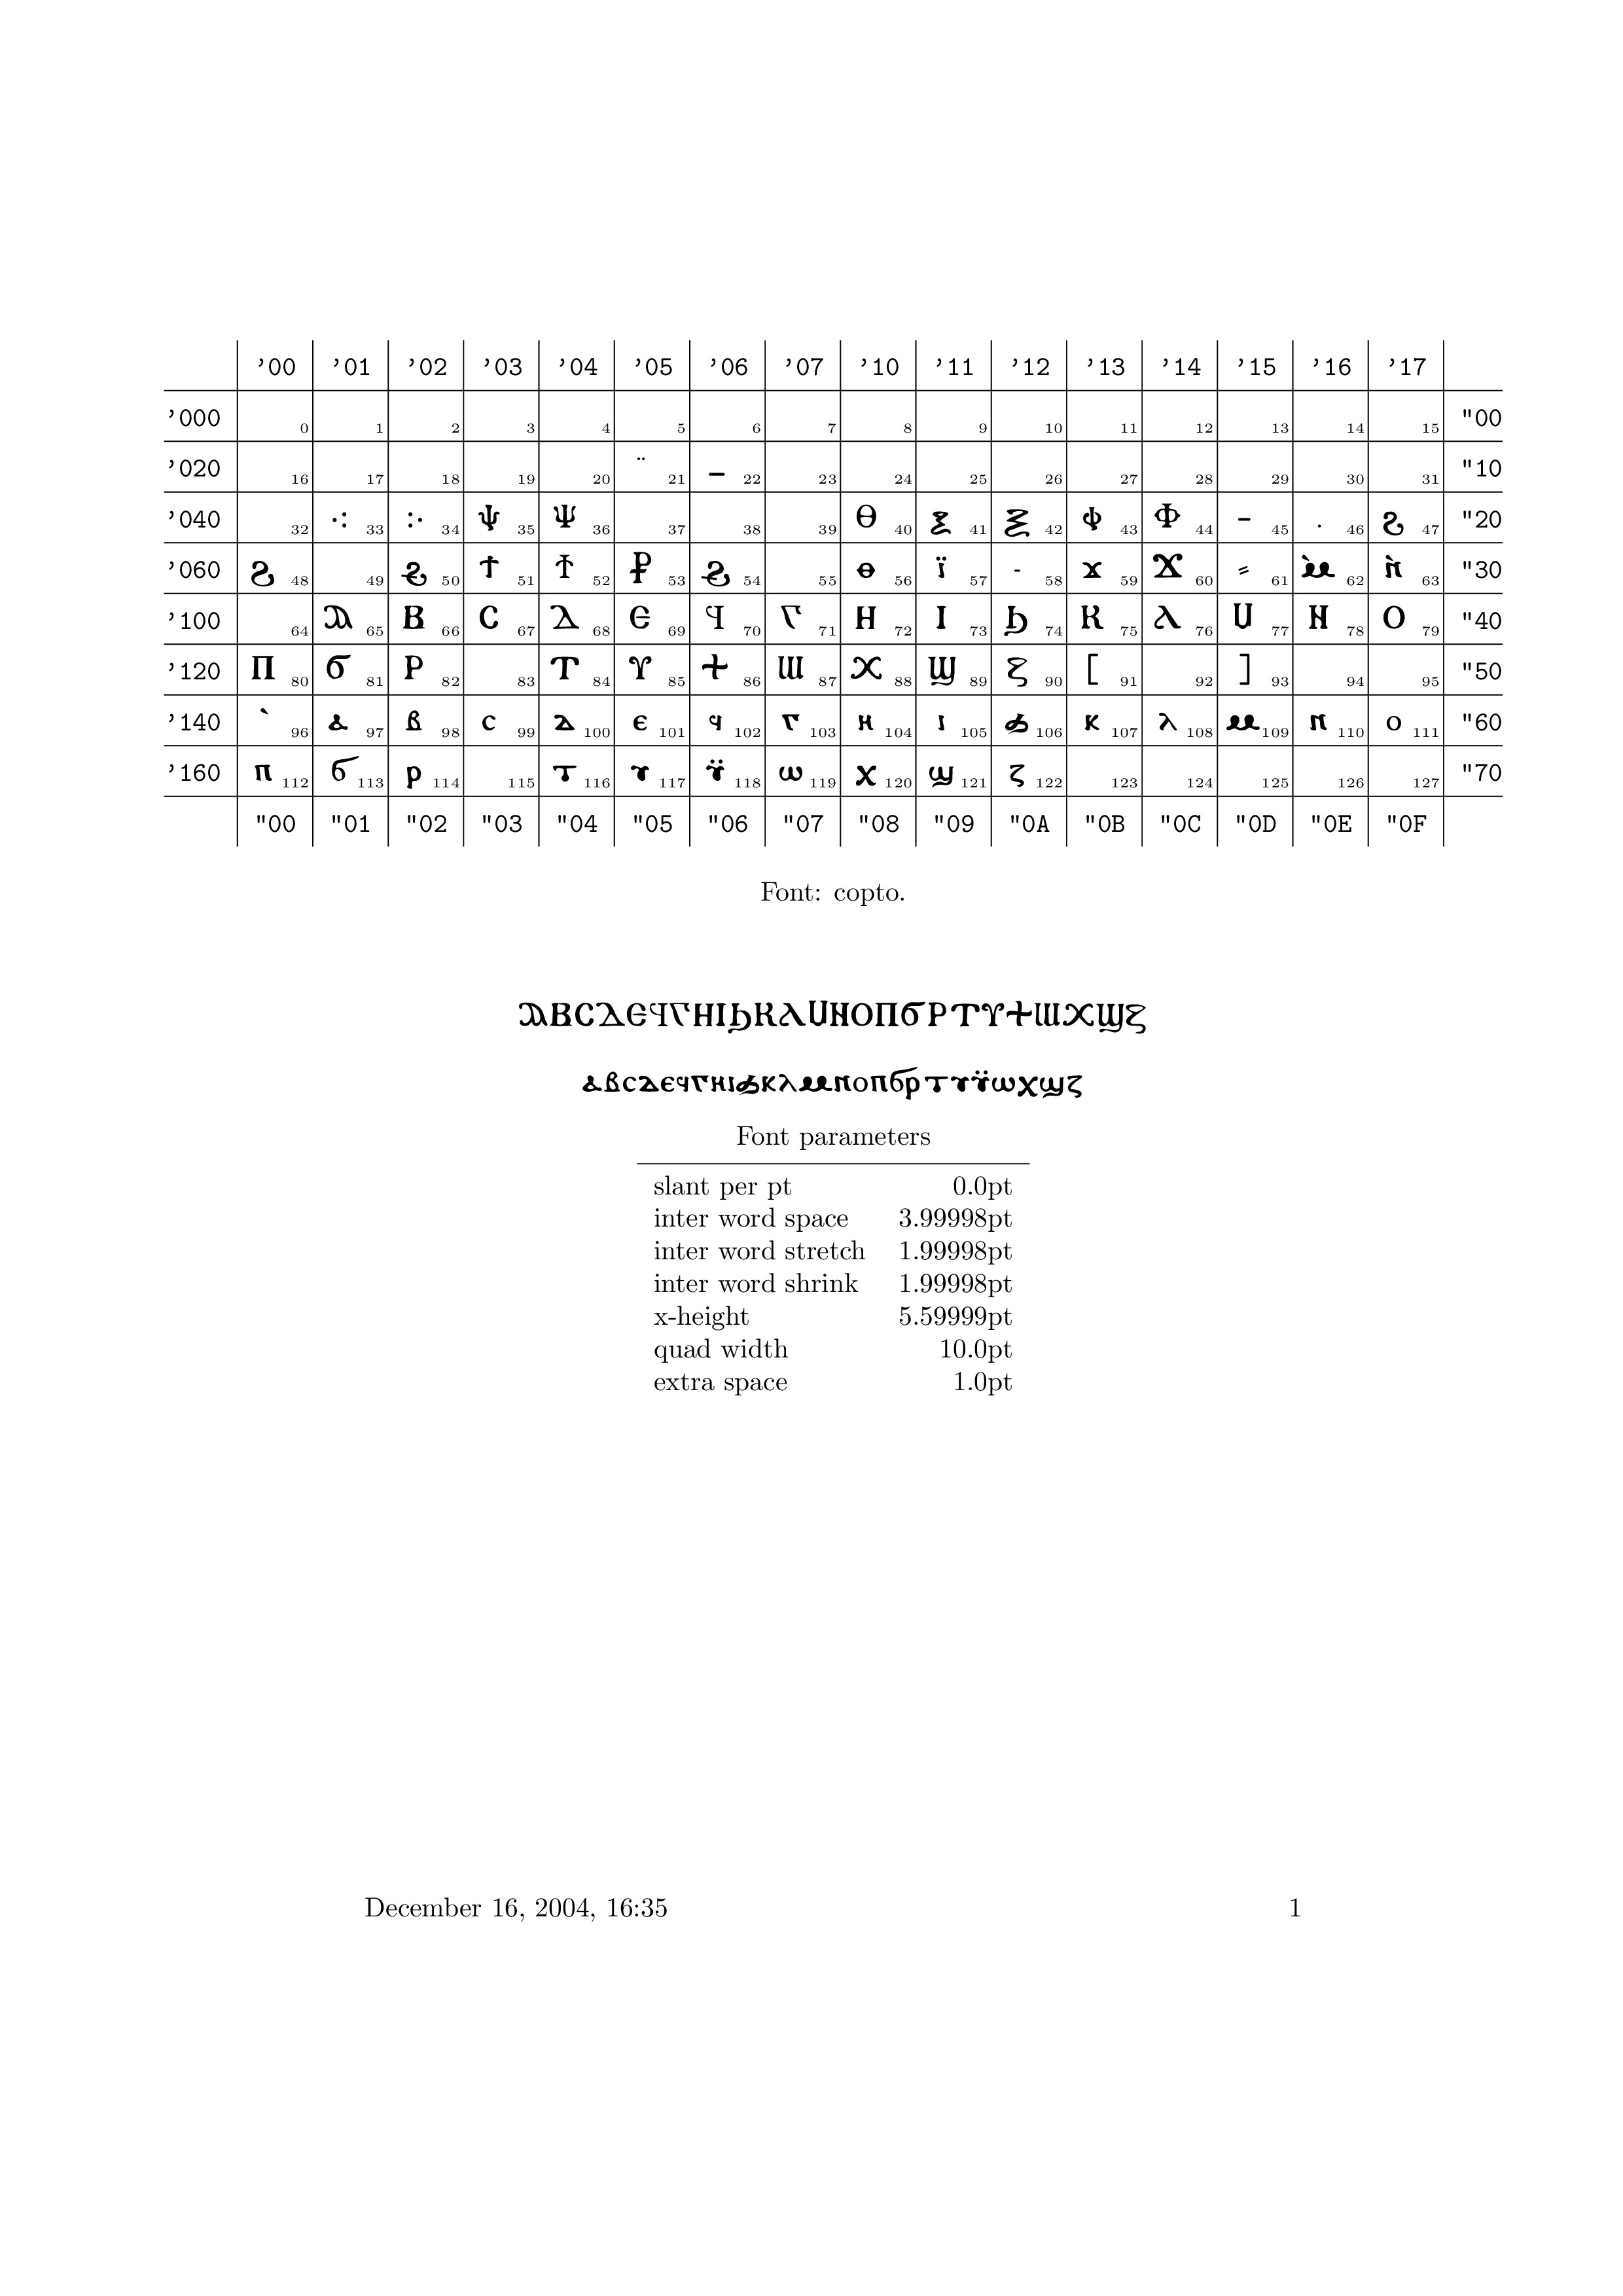 ’00 ’01 ’02 ’03 ’04 ’05 ’06 ’07 ’10 ’11 ’12 ’13 ’14 ’15 ’16 ’17
’000 0 1 2 3 4 5 6 7 8 9 10 11 12 13 14 15 "00
’020 16 17 18 19 20 ¨ 21 – 22 23 24 25 26 27 28 29 30 31 "10
’040 32 ⁖ 33 :· 34 ⲯ 35 Ⲯ 36 37 38 39 Ⲑ 40 ⲝ 41 Ⲝ 42 ⲫ 43 Ⲫ 44 – 45 . 46 ϩ 47 "20
’060 Ϩ 48 49 50 ϯ 51 Ϯ 52 ⳁ 53 54 55 ⲑ 56 ⲓ̈ 57 - 58 ϫ 59 Ϫ 60 ⸗ 61 ⲙ̀ 62 ⲛ̀ 63 "30
’100 64 Ⲁ 65 Ⲃ 66 Ⲥ 67 Ⲇ 68 Ⲉ 69 Ϥ 70 Ⲅ 71 Ⲏ 72 Ⲓ 73 Ϧ 74 Ⲕ 75 Ⲗ 76 Ⲙ 77 Ⲛ 78 Ⲟ 79 "40
’120 Ⲡ 80 Ϭ 81 Ⲣ 82 83 Ⲧ 84 Ⲩ 85 86 Ⲱ 87 Ⲭ 88 Ϣ 89 Ⲍ 90 [ 91 92 ] 93 94 95 "50
’140 ` 96 ⲁ 97 ⲃ 98 ⲥ 99 ⲇ 100 ⲉ 101 ϥ 102 ⲅ 103 ⲏ 104 ⲓ 105 ϧ 106 ⲕ 107 ⲗ 108 ⲙ 109 ⲛ 110 ⲟ 111 "60
’160 ⲡ 112 ϭ 113 ⲣ 114 115 ⲧ 116 ⲩ 117 ⲩ̈ 118 ⲱ 119 ⲭ 120 ϣ 121 ⲍ 122 123 124 125 126 127 "70
"00 "01 "02 "03 "04 "05 "06 "07 "08 "09 "0A "0B "0C "0D "0E "0F
Font: copto.
ⲀⲂⲤⲆⲈϤⲄⲎⲒϦⲔⲖⲘⲚⲞⲠϬⲢⲦⲨ+ⲰⲬϢⲌ
ⲁⲃⲥⲇⲉϥⲅⲏⲓϧⲕⲗⲙⲛⲟⲡϭⲣⲧⲩⲩ̈ⲱⲭϣⲍ
Font parameters
slant per pt 0.0pt
inter word space 3.99998pt
inter word stretch 1.99998pt
inter word shrink 1.99998pt
x-height 5.59999pt
quad width 10.0pt
extra space 1.0pt
December 16, 2004, 16:35 1